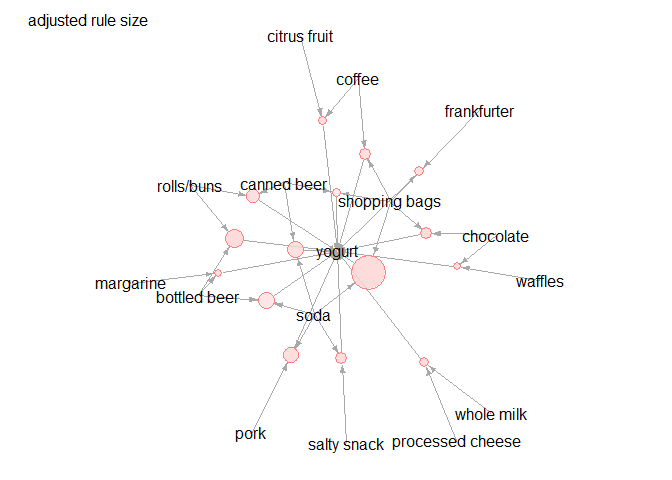 adjusted rule size
citrus fruit
coffee
frankfurter
rolls/buns
canned beer
shopping bags
chocolate
yogurt
margarine
bottled beer
waffles
soda
whole milk
pork
salty snack
processed cheese